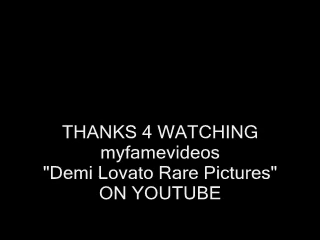 THANKS 4 WATCHING
myfamevideos
"Demi Lovato Rare Pictures"
ON YOUTUBE